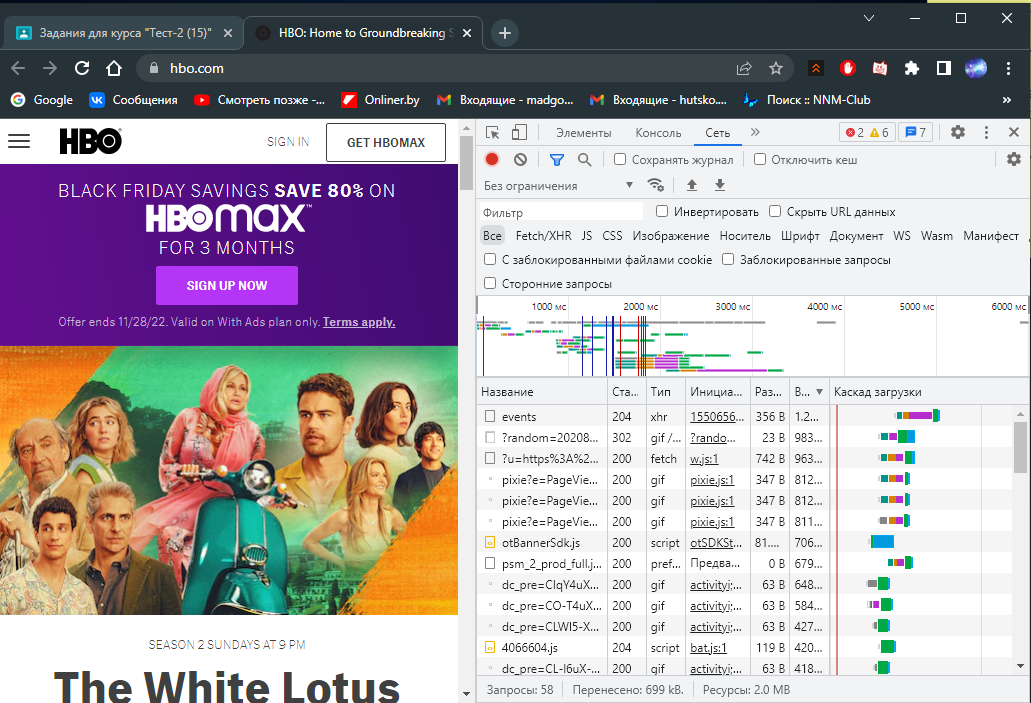 Задания для курса "Тест-2 (15)"
HBO: Home to Groundbreaking S
hbo.com
Google
Сообщения
Смотреть позже -...
Onliner.by
Входящие - madgo...
Входящие - hutsko....
Поиск :: NNM-Club
HBO
SIGN IN
GET HBOMAX
BLACK FRIDAY SAVINGS SAVE 80% ON
HBOmax™
FOR 3 MONTHS
SIGN UP NOW
Offer ends 11/28/22. Valid on With Ads plan only. Terms apply.
SEASON 2 SUNDAYS AT 9 PM
The White Lotus
Элементы Консоль Сеть 2 6 7
Сохранять журнал Отключить кеш
Без ограничения
Фильтр Инвертировать Скрыть URL данных
Все Fetch/XHR JS CSS Изображение Носитель Шрифт Документ WS Wasm Манифест
С заблокированными файлами cookie Заблокированные запросы
Сторонние запросы
1000 мс 2000 мс 3000 мс 4000 мс 5000 мс 6000 мс
Название Ста... Тип Инициа... Раз... В... Каскад загрузки
events 204 xhr 1550656... 356 B 1.2...
?random=20208... 302 gif /... ?rando... 23 B 983...
?u=https%3A%2... 200 fetch w.js:1 742 B 963...
pixie?e=PageVie... 200 gif pixie.js:1 347 B 812...
pixie?e=PageVie... 200 gif pixie.js:1 347 B 812...
pixie?e=PageVie... 200 gif pixie.js:1 347 B 811...
otBannerSdk.js 200 script otSDKSt... 81.... 706...
psm_2_prod_full.j... 200 pref... Предва... 0 B 679...
dc_pre=CIqY4uX... 200 gif activityi;... 63 B 648...
dc_pre=CO-T4uX... 200 gif activityi;... 63 B 584...
dc_pre=CLWI5-X... 200 gif activityi;... 63 B 427...
4066604.js 204 script bat.js:1 119 B 420...
dc_pre=CL-I6uX-... 200 gif activityi;... 63 B 418...
Запросы: 58 Перенесено: 699 kB. Ресурсы: 2.0 MB